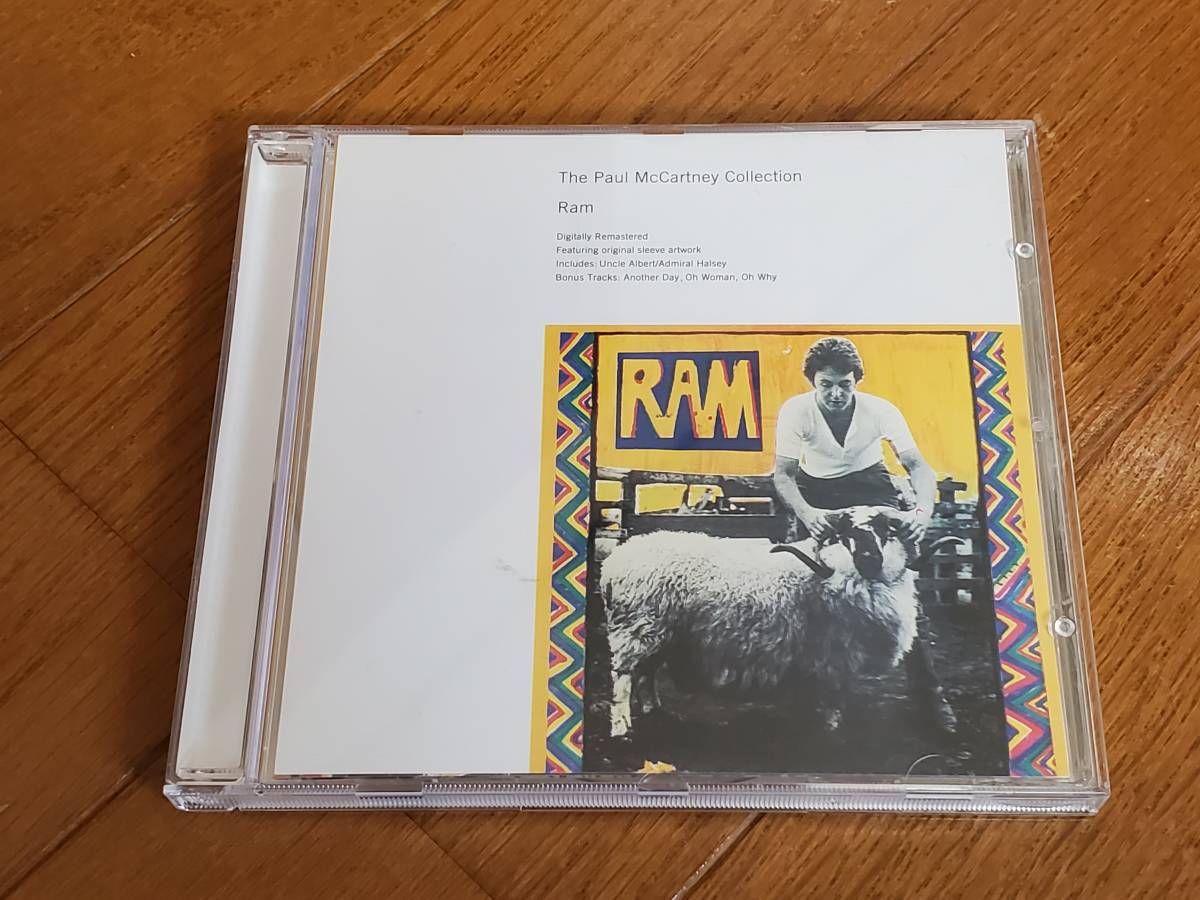 The Paul McCartney Collection
Ram
Digitally Remastered
Featuring original sleeve artwork
Includes: Uncle Albert/Admiral Halsey
Bonus Tracks: Another Day, Oh Woman, Oh Why
RAM